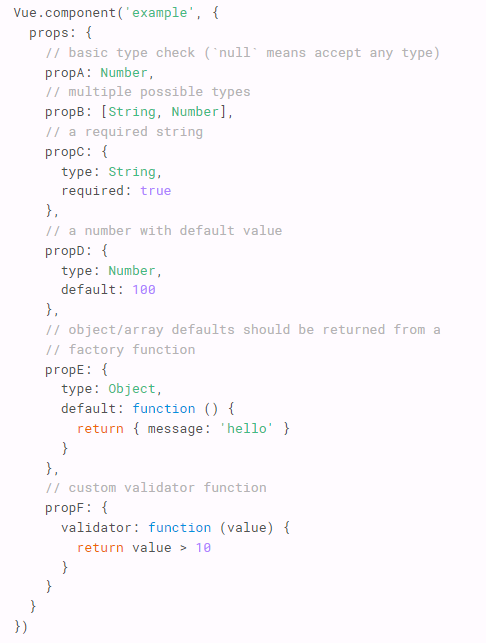 Vue.component('example', {
  props: {
    // basic type check (`null` means accept any type)
    propA: Number,
    // multiple possible types
    propB: [String, Number],
    // a required string
    propC: {
      type: String,
      required: true
    },
    // a number with default value
    propD: {
      type: Number,
      default: 100
    },
    // object/array defaults should be returned from a
    // factory function
    propE: {
      type: Object,
      default: function () {
        return { message: 'hello' }
      }
    },
    // custom validator function
    propF: {
      validator: function (value) {
        return value > 10
      }
    }
  }
})